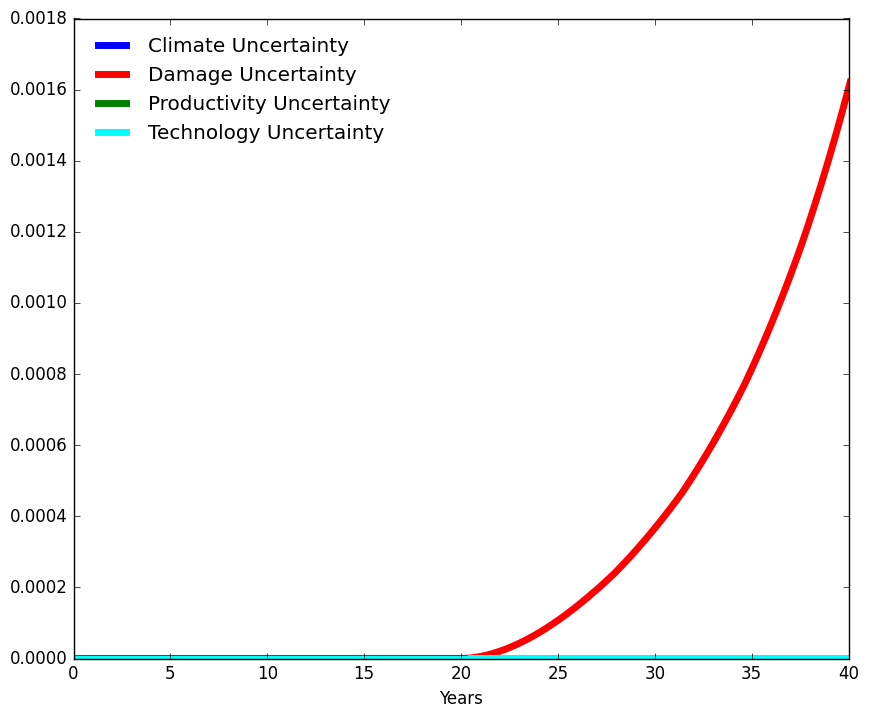 0.0018
0.0016
0.0014
0.0012
0.0010
0.0008
0.0006
0.0004
0.0002
0.0000
Climate Uncertainty
Damage Uncertainty
Productivity Uncertainty
Technology Uncertainty
0 5 10 15 20 25 30 35 40
Years